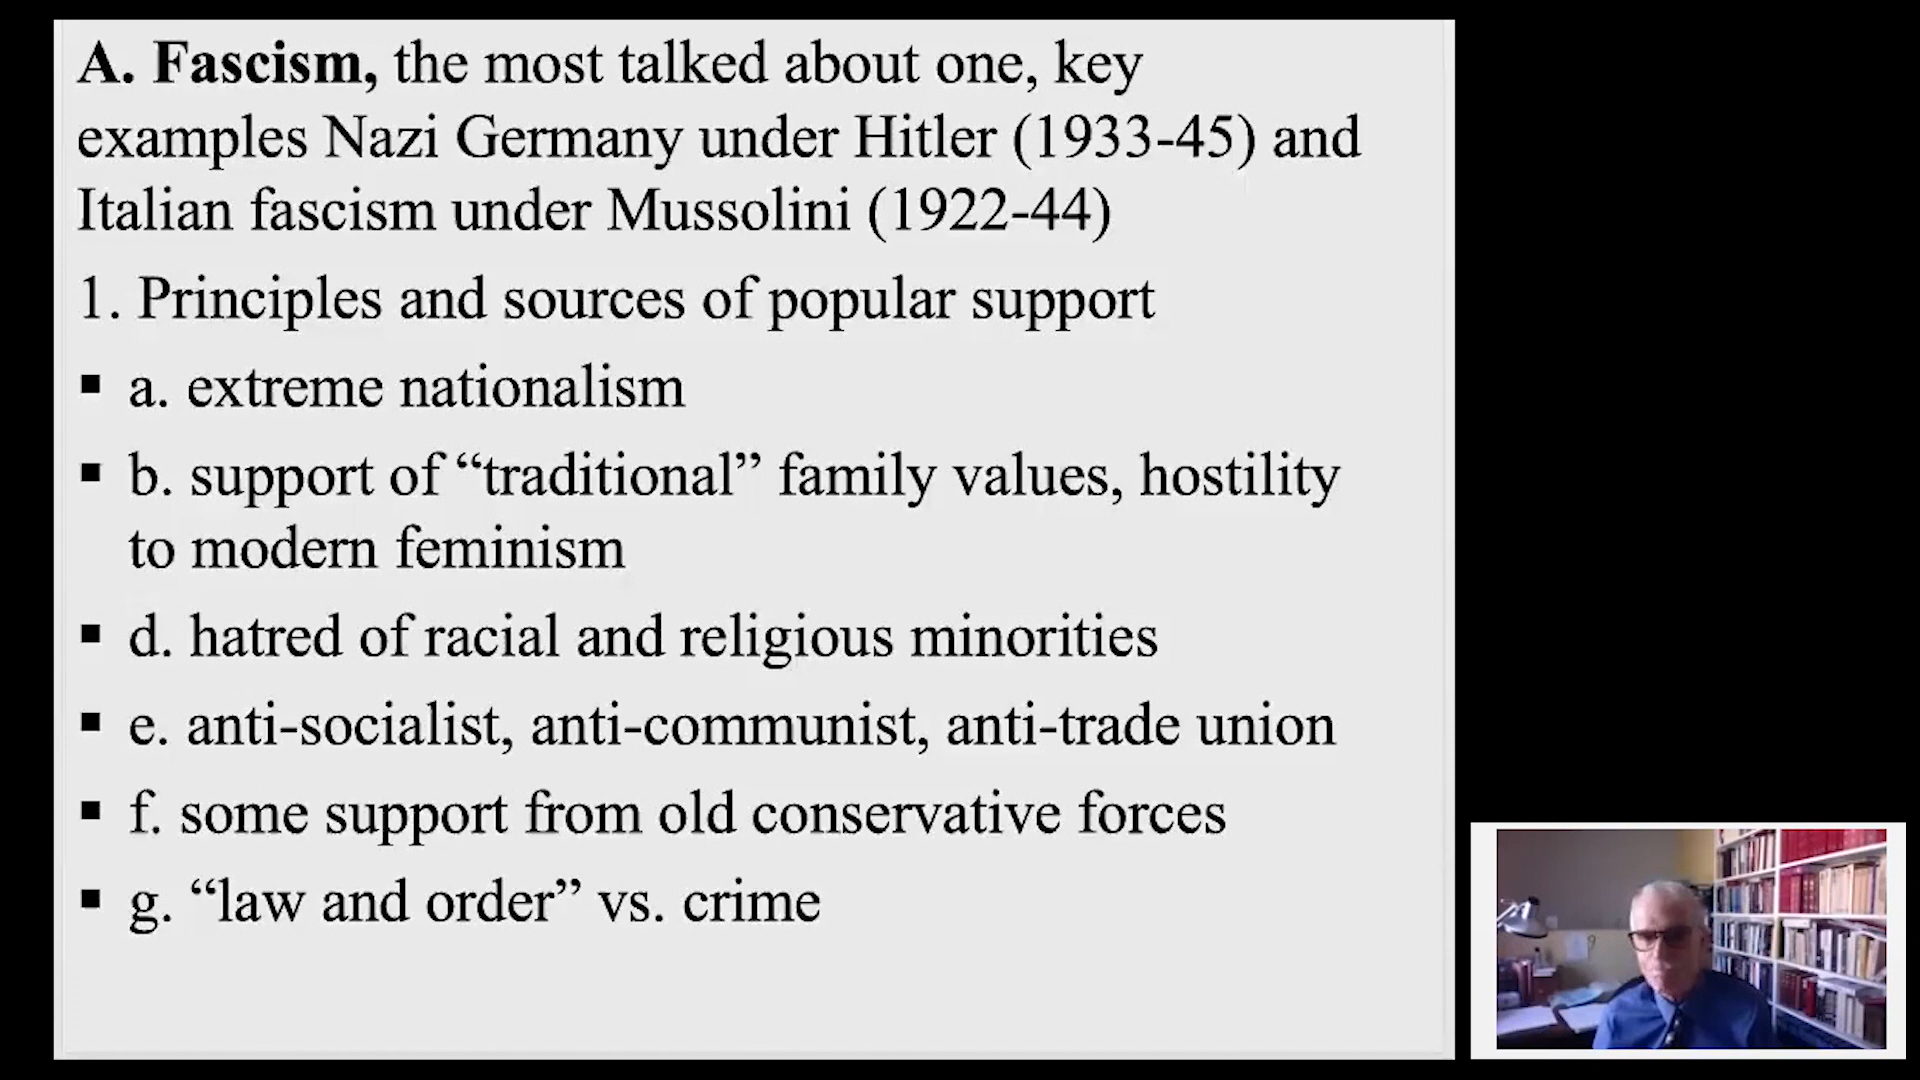 A. Fascism, the most talked about one, key
examples Nazi Germany under Hitler (1933-45) and
Italian fascism under Mussolini (1922-44)
1. Principles and sources of popular support
▪ a. extreme nationalism
▪ b. support of “traditional” family values, hostility
to modern feminism
▪ d. hatred of racial and religious minorities
▪ e. anti-socialist, anti-communist, anti-trade union
▪ f. some support from old conservative forces
▪ g. “law and order” vs. crime